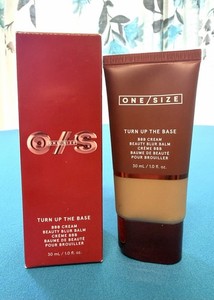 O//S
ONE/SIZE
TURN UP THE BASE
BBB CREAM
BEAUTY BLUR BALM
CRÈME BBB
BAUME DE BEAUTÉ
POUR BROUILLER
30 mL / 1.0 fl. oz.
ONE/SIZE
TURN UP THE BASE
BBB CREAM
BEAUTY BLUR BALM
CRÈME BBB
BAUME DE BEAUTÉ
POUR BROUILLER
30 mL / 1.0 fl. oz.